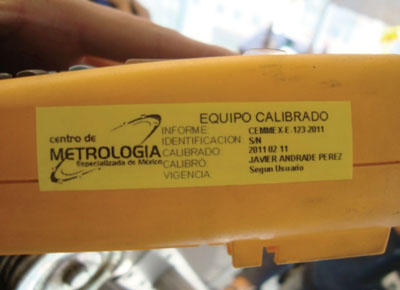 EQUIPO CALIBRADO
centro de
METROLOGIA
Especializada de México
INFORME CEMMEX-E-123-2011
IDENTIFICACION S/N
CALIBRADO 2011 02 11
CALIBRÓ JAVIER ANDRADE PEREZ
VIGENCIA Segun Usuario